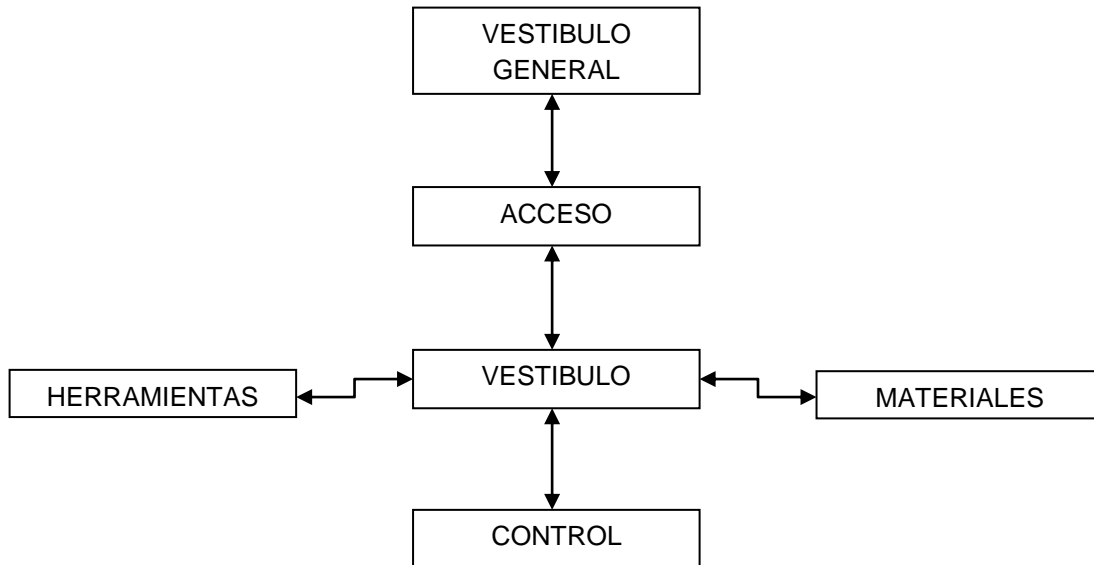 VESTIBULO
GENERAL
ACCESO
HERRAMIENTAS
VESTIBULO
MATERIALES
CONTROL